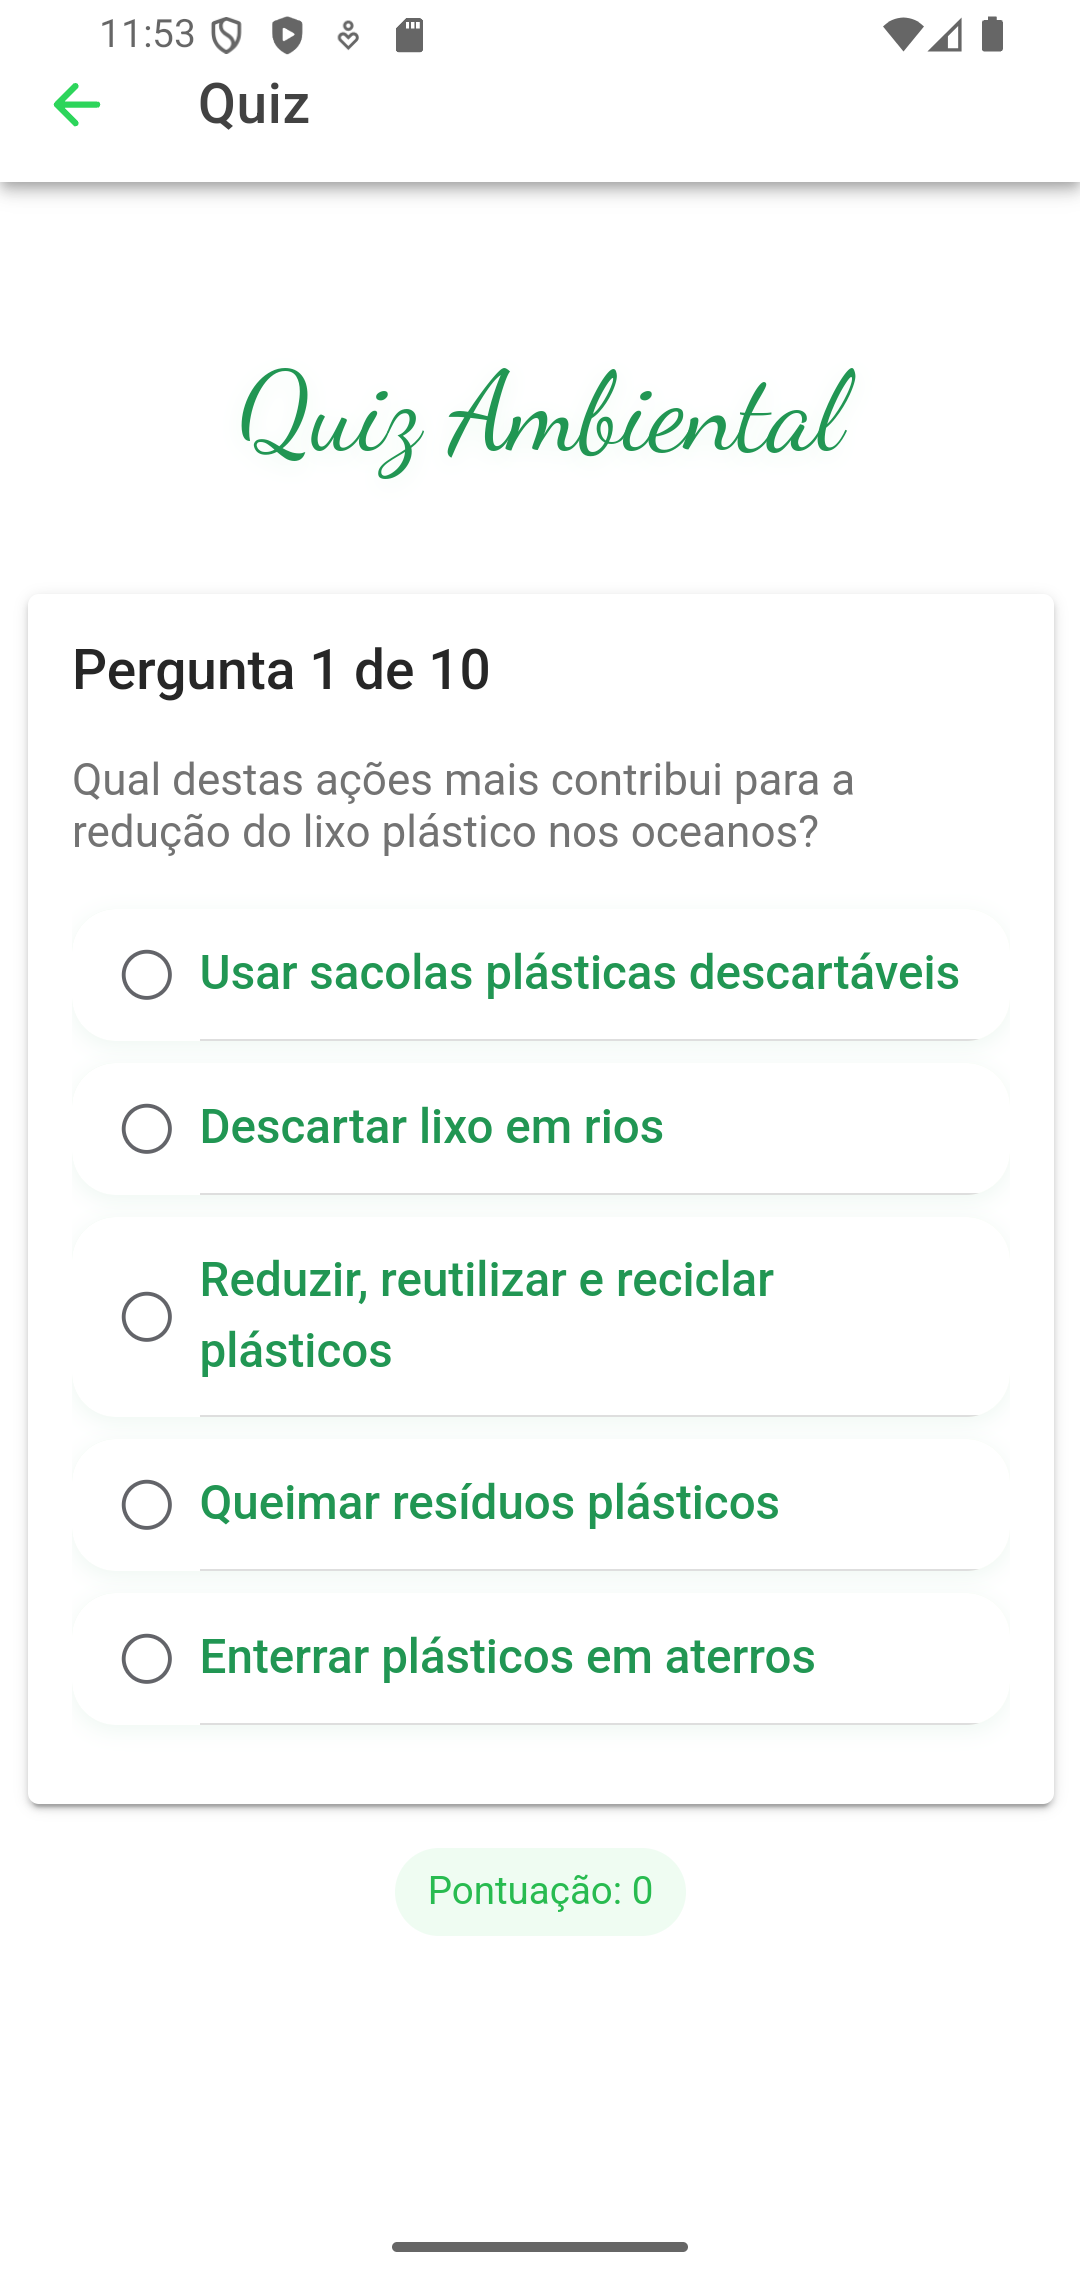 11:53
Quiz
Quiz Ambiental
Pergunta 1 de 10
Qual destas ações mais contribui para a
redução do lixo plástico nos oceanos?
Usar sacolas plásticas descartáveis
Descartar lixo em rios
Reduzir, reutilizar e reciclar
plásticos
Queimar resíduos plásticos
Enterrar plásticos em aterros
Pontuação: 0